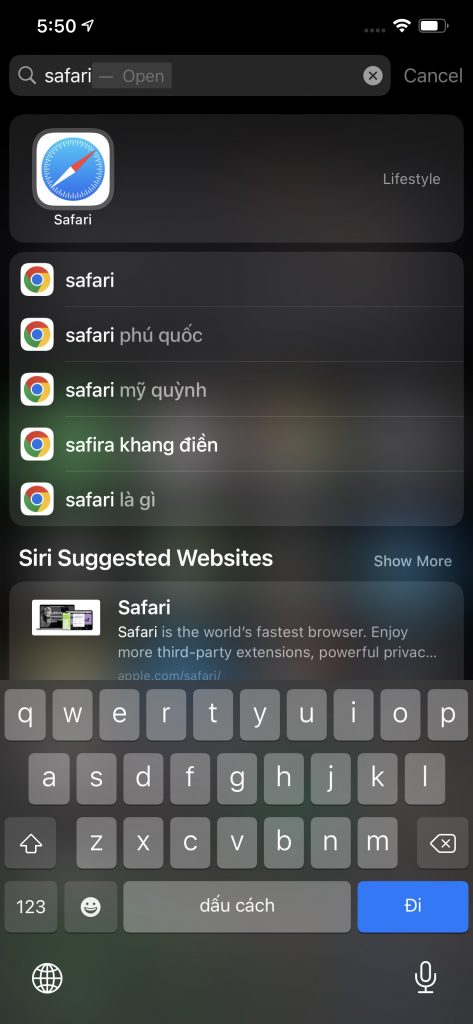 5:50
safari — Open
Cancel
Safari
Lifestyle
safari
safari phú quốc
safari mỹ quỳnh
safira khang điền
safari là gì
Siri Suggested Websites
Show More
Safari
Safari is the world's fastest browser. Enjoy
more third-party extensions, powerful privac...
apple.com/safari/
q w e r t y u i o p
a s d f g h j k l
z x c v b n m
123
dấu cách
Đi